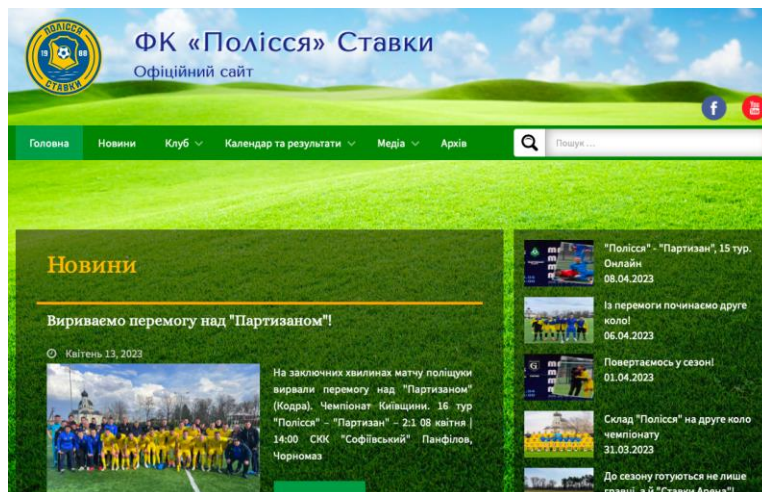 ПОЛІССЯ
19 88
СТАВКИ
ФК «Полісся» Ставки
Офіційний сайт
Головна Новини Клуб Календар та результати Медіа Архів Пошук ...
Новини
Вириваємо перемогу над "Партизаном"!
Квітень 13, 2023
На заключних хвилинах матчу поліщуки
вирвали перемогу над "Партизаном"
(Кодра). Чемпіонат Київщини. 16 тур
"Полісся" – "Партизан" – 2:1 08 квітня |
14:00 СКК "Софіївський" Панфілов,
Чорномаз
"Полісся" - "Партизан", 15 тур.
Онлайн
08.04.2023
Із перемоги починаємо друге
коло!
06.04.2023
Повертаємось у сезон!
01.04.2023
Склад "Полісся" на друге коло
чемпіонату
31.03.2023
До сезону готуються не лише
гравці, а й "Ставки Арена"!